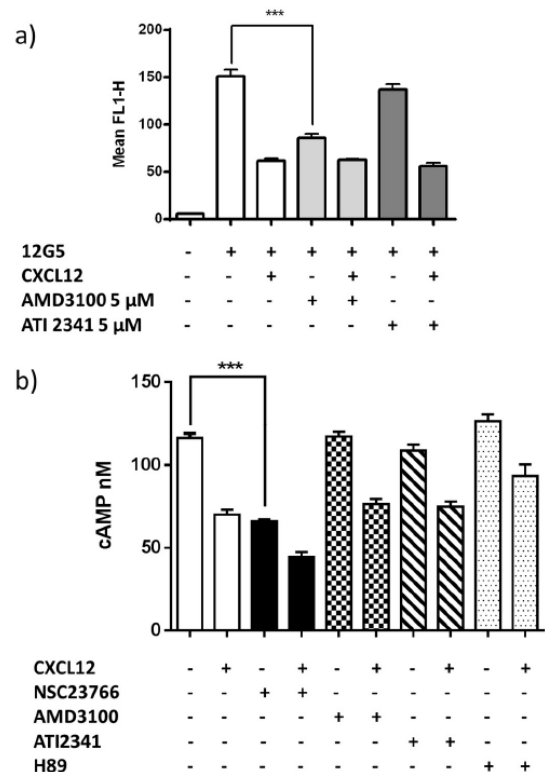 a)
***
Mean FL1-H
200
150
100
50
0
12G5 - + + + + + +
CXCL12 - - + - + - +
AMD3100 5 µM - - - + + - -
ATI 2341 5 µM - - - - - + +
b)
***
cAMP nM
150
100
50
0
CXCL12 - + - + - + - + - +
NSC23766 - - + + - - - - - -
AMD3100 - - - - + + - - - -
ATI2341 - - - - - - + + - -
H89 - - - - - - - - + +